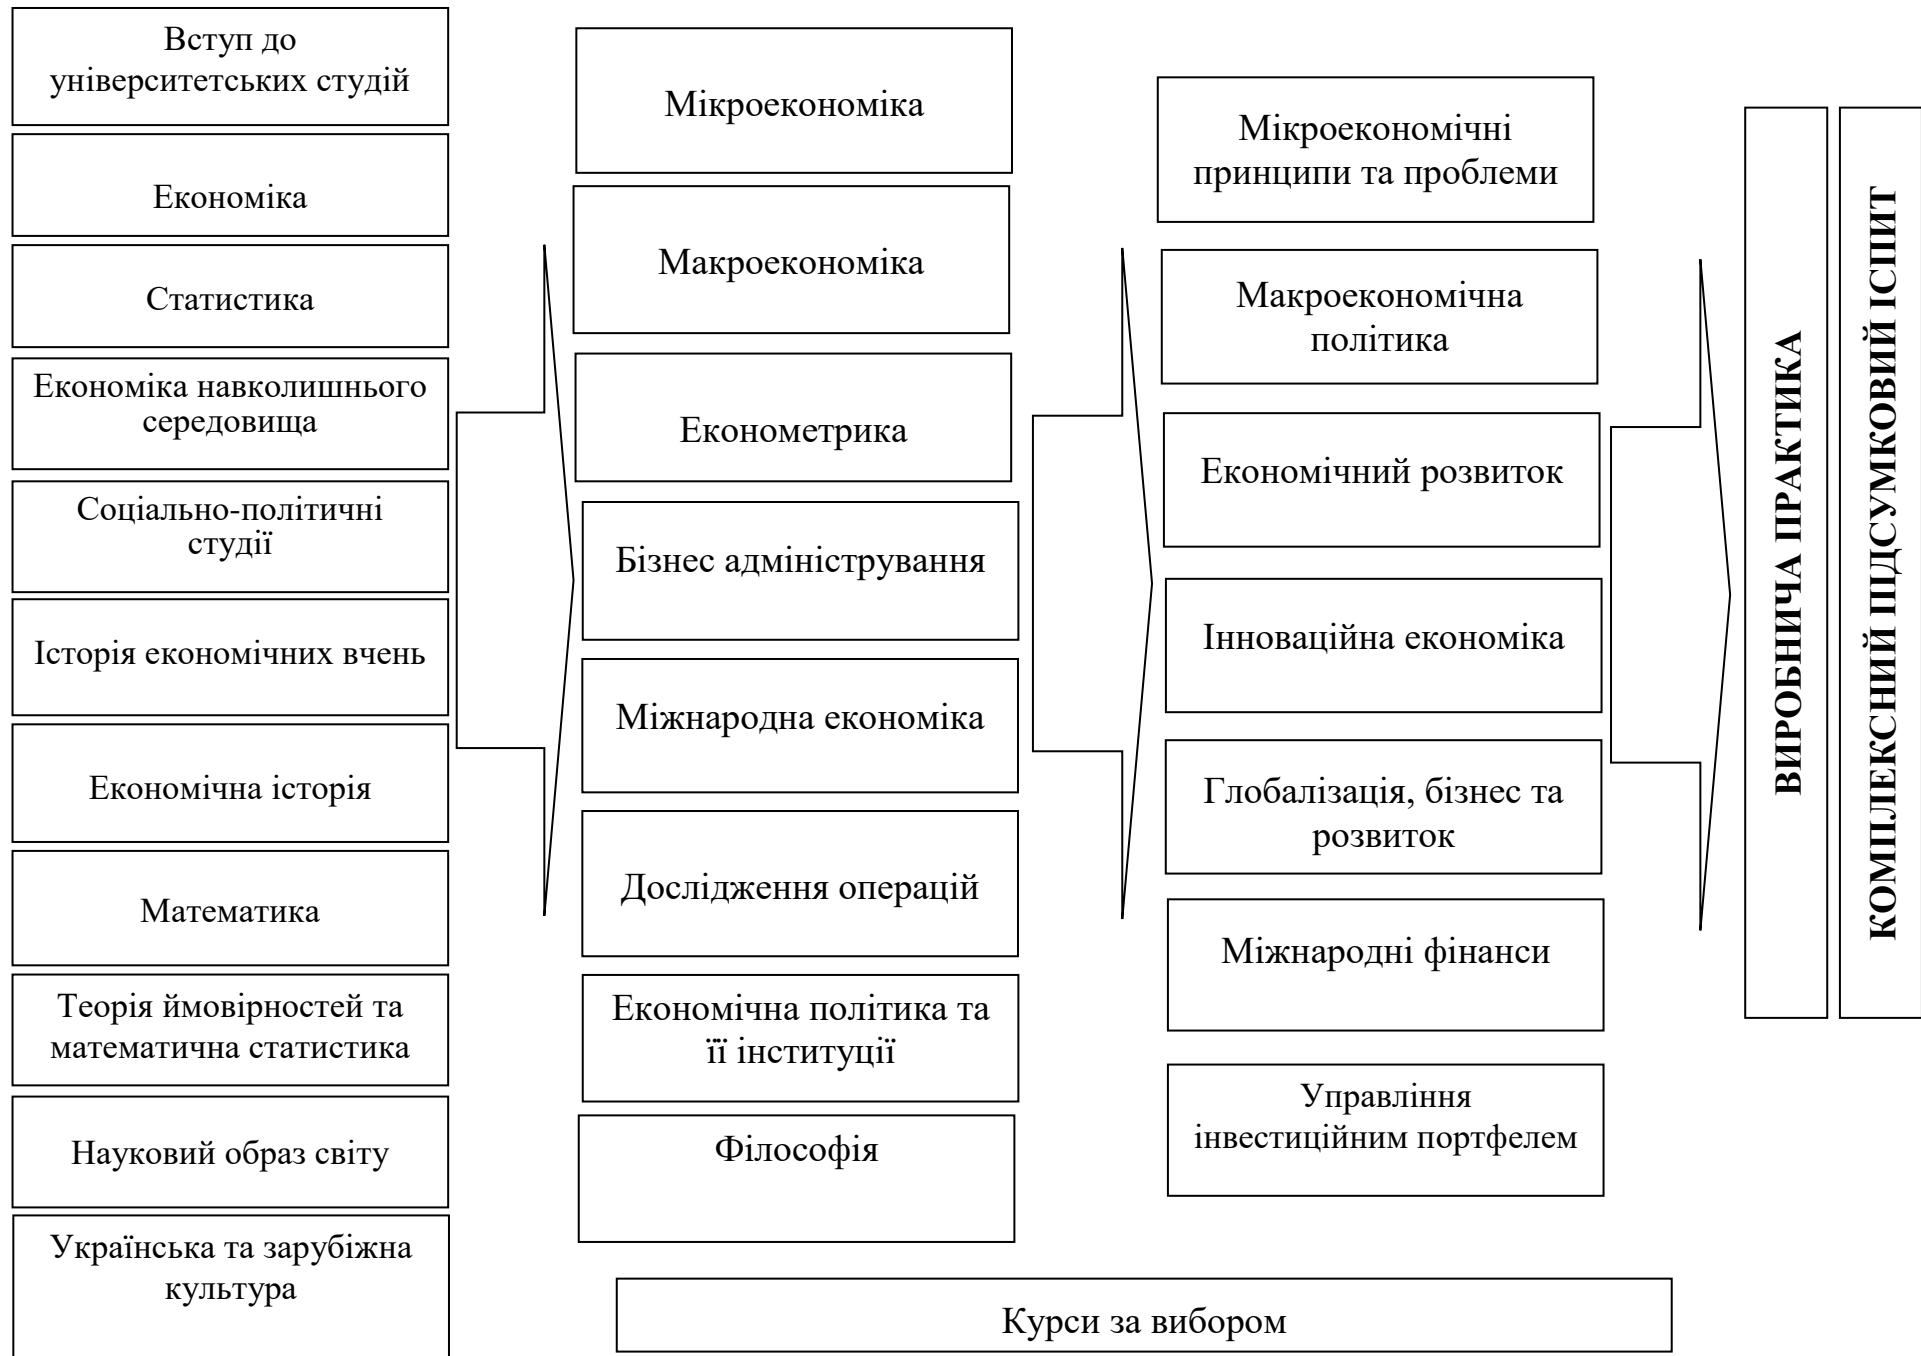 Вступ до
університетських студій
Економіка
Статистика
Економіка навколишнього
середовища
Соціально-політичні
студії
Історія економічних вчень
Економічна історія
Математика
Теорія ймовірностей та
математична статистика
Науковий образ світу
Українська та зарубіжна
культура
Мікроекономіка
Макроекономіка
Економетрика
Бізнес адміністрування
Міжнародна економіка
Дослідження операцій
Економічна політика та
її інституції
Філософія
Мікроекономічні
принципи та проблеми
Макроекономічна
політика
Економічний розвиток
Інноваційна економіка
Глобалізація, бізнес та
розвиток
Міжнародні фінанси
Управління
інвестиційним портфелем
Курси за вибором
ВИРОБНИЧА ПРАКТИКА
КОМПЛЕКСНИЙ ПІДСУМКОВИЙ ІСПИТ